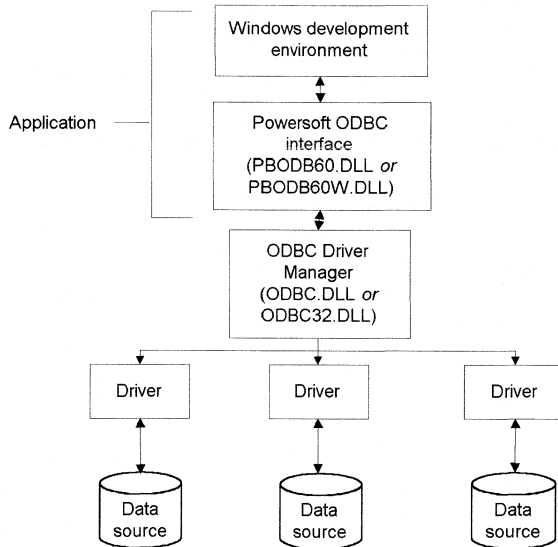 Windows development
environment
Application
Powersoft ODBC
interface
(PBODB60.DLL or
PBODB60W.DLL)
ODBC Driver
Manager
(ODBC.DLL or
ODBC32.DLL)
Driver
Driver
Driver
Data
source
Data
source
Data
source